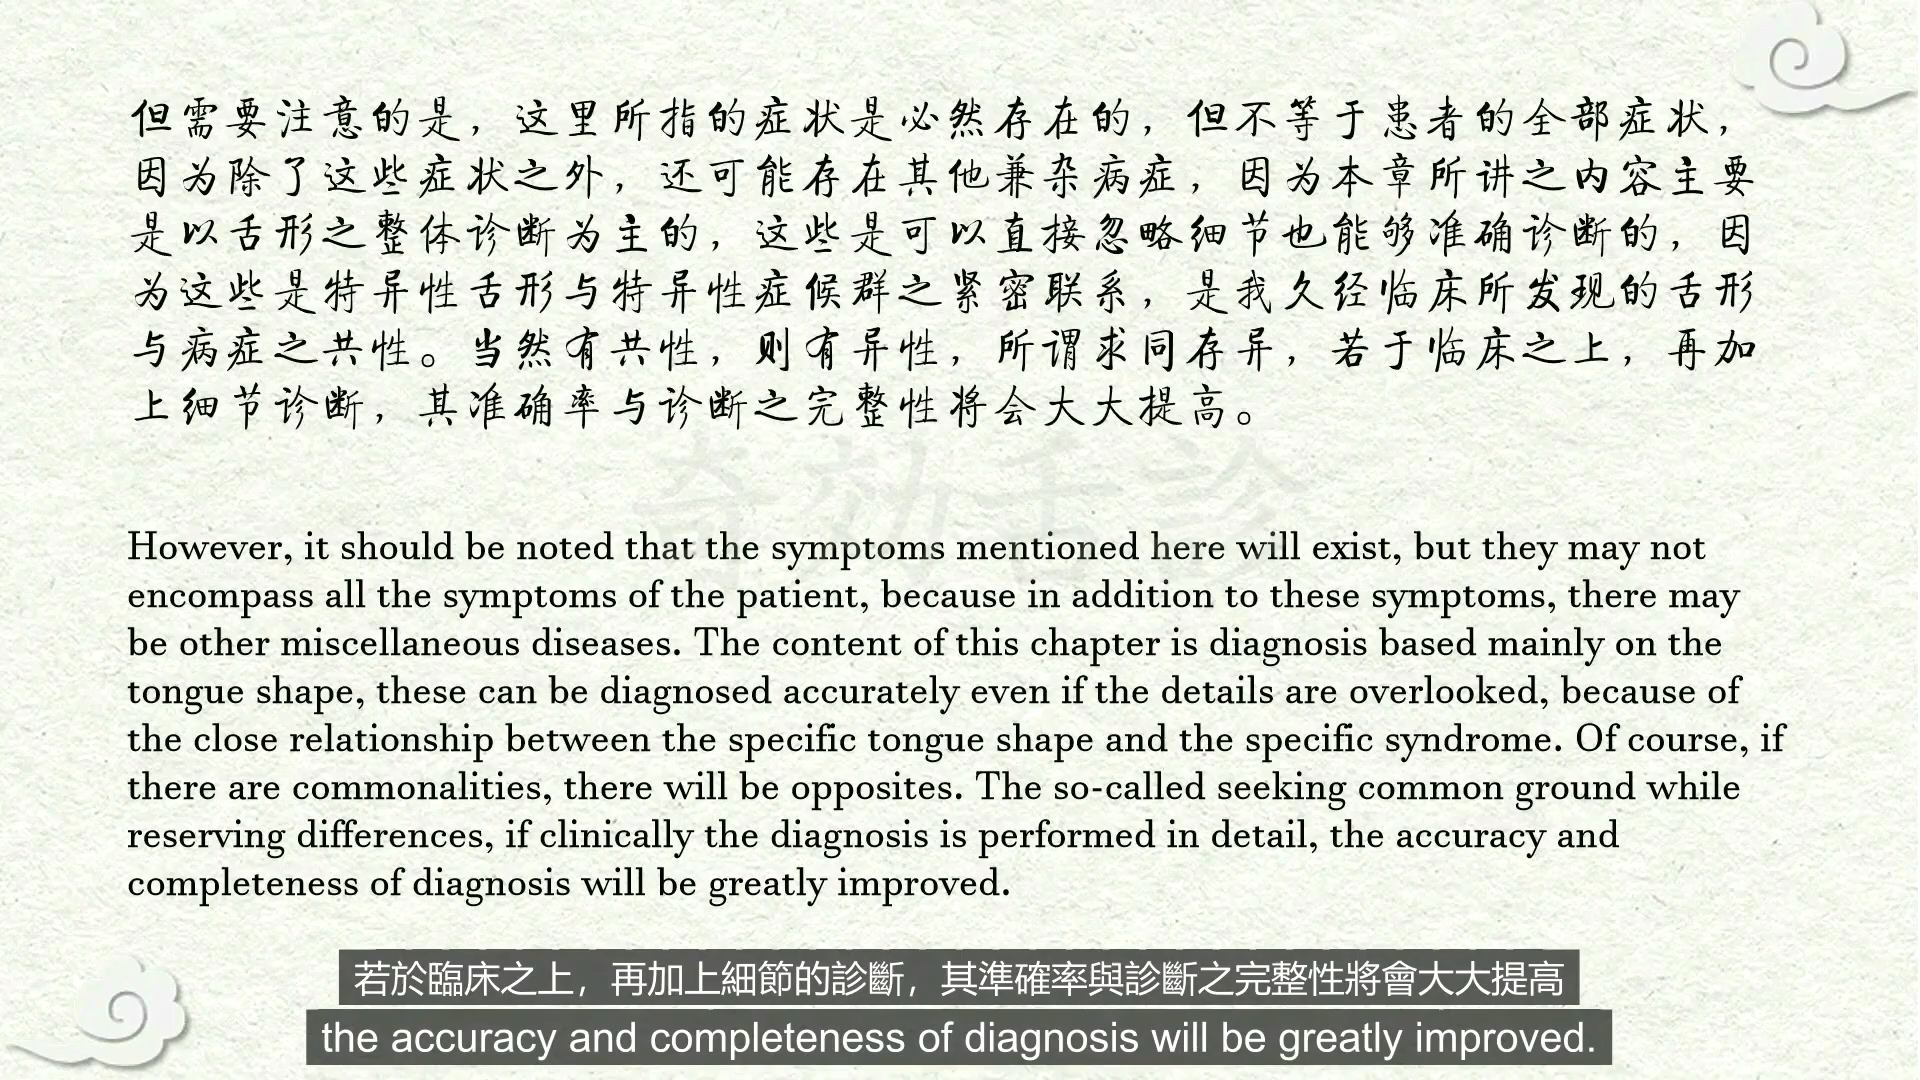 但需要注意的是，这里所指的症状是必然存在的，但不等于患者的全部症状，
因为除了这些症状之外，还可能存在其他兼杂病症，因为本章所讲之内容主要
是以舌形之整体诊断为主的，这些是可以直接忽略细节也能够准确诊断的，因
为这些是特异性舌形与特异性症候群之紧密联系，是我久经临床所发现的舌形
与病症之共性。当然有共性，则有异性，所谓求同存异，若于临床之上，再加
上细节诊断，其准确率与诊断之完整性将会大大提高。
奇効舌診
However, it should be noted that the symptoms mentioned here will exist, but they may not
encompass all the symptoms of the patient, because in addition to these symptoms, there may
be other miscellaneous diseases. The content of this chapter is diagnosis based mainly on the
tongue shape, these can be diagnosed accurately even if the details are overlooked, because of
the close relationship between the specific tongue shape and the specific syndrome. Of course, if
there are commonalities, there will be opposites. The so-called seeking common ground while
reserving differences, if clinically the diagnosis is performed in detail, the accuracy and
completeness of diagnosis will be greatly improved.
若於臨床之上，再加上細節的診斷，其準確率與診斷之完整性將會大大提高
the accuracy and completeness of diagnosis will be greatly improved.